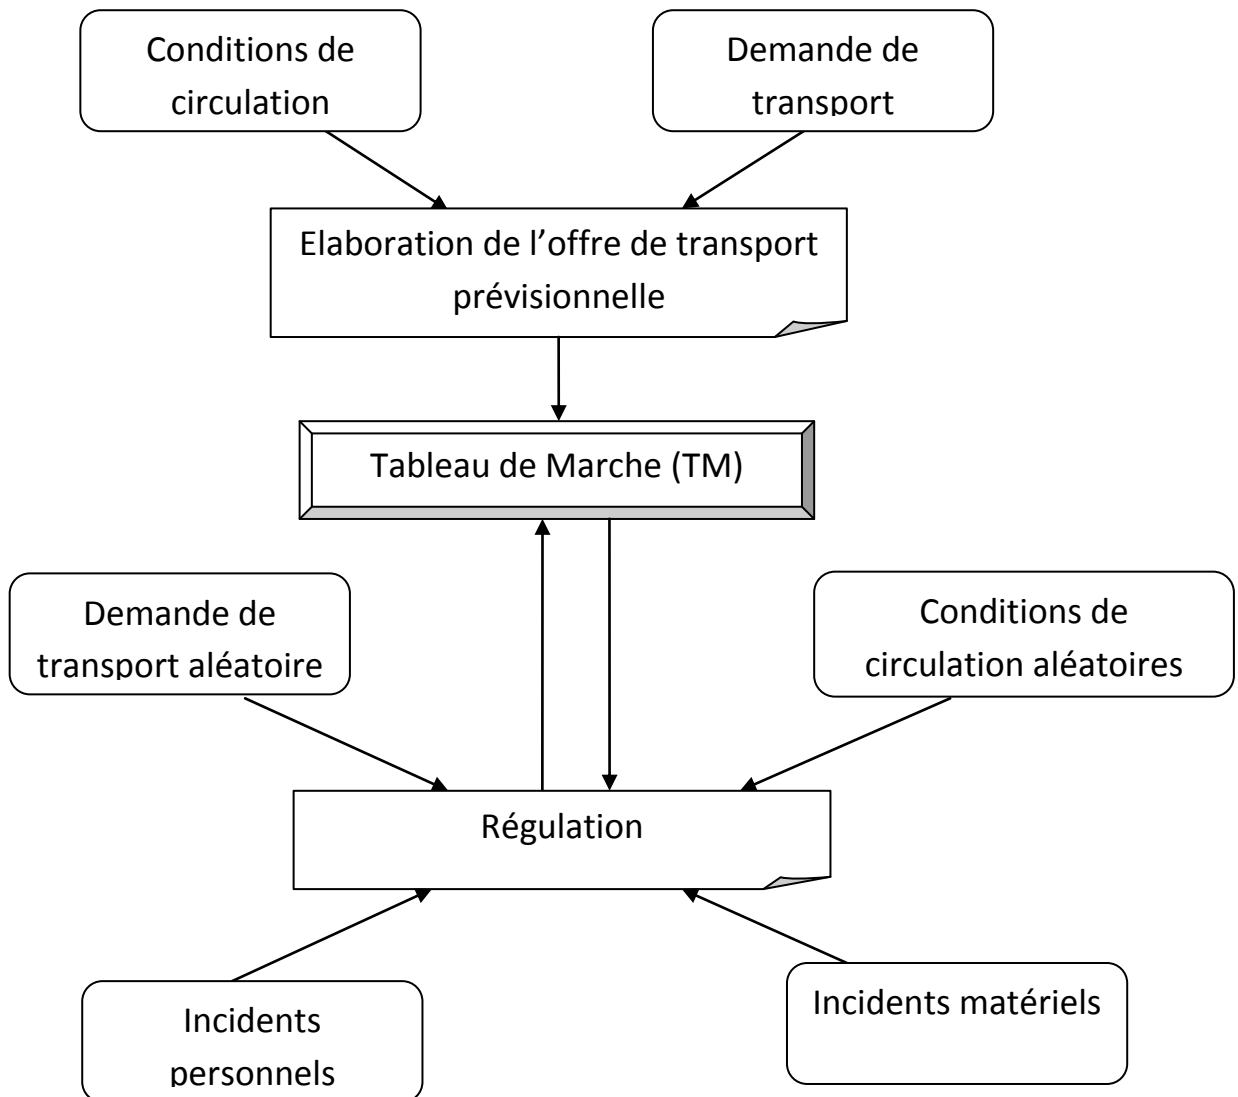 Conditions de
circulation
Demande de
transport
Elaboration de l’offre de transport
prévisionnelle
Tableau de Marche (TM)
Demande de
transport aléatoire
Conditions de
circulation aléatoires
Régulation
Incidents
personnels
Incidents matériels